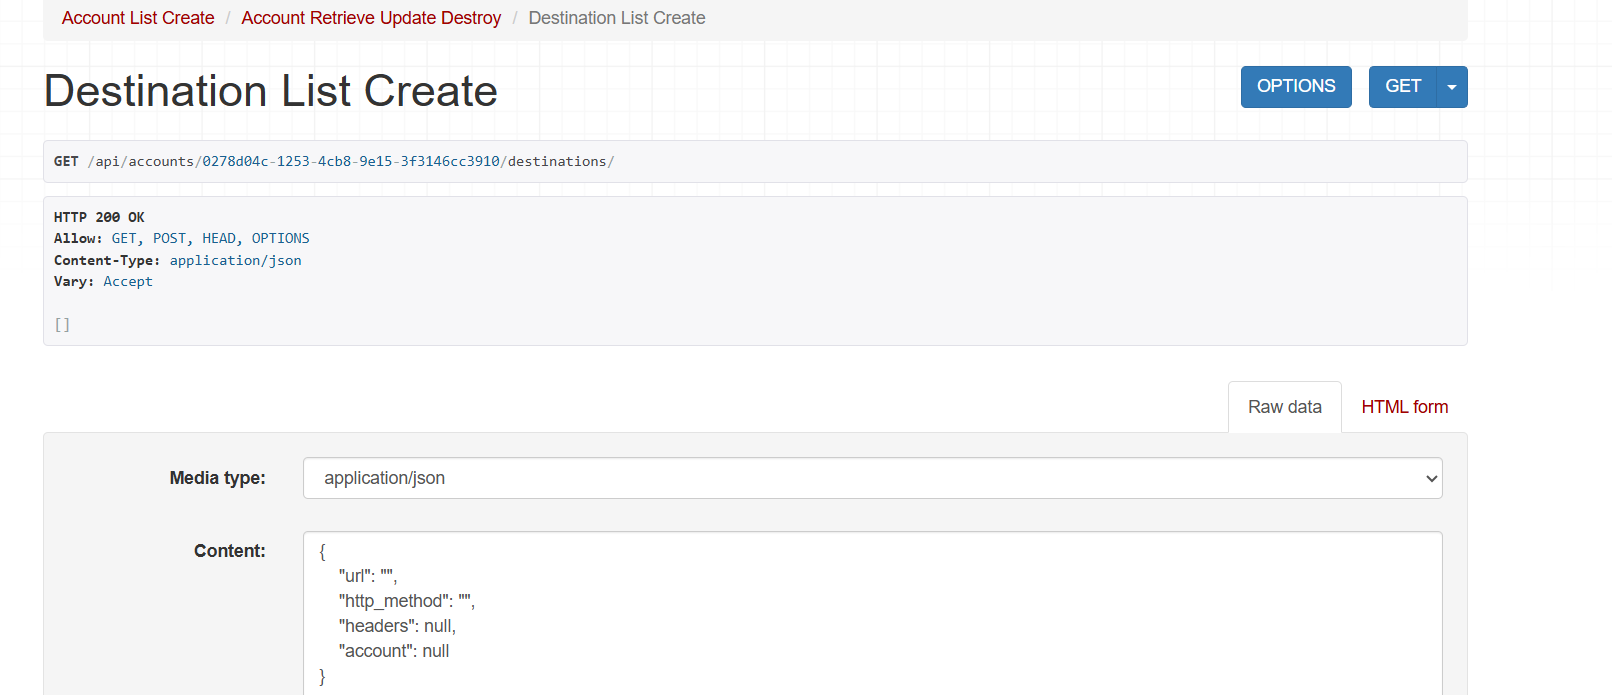 Account List Create / Account Retrieve Update Destroy / Destination List Create
Destination List Create
OPTIONS
GET
GET /api/accounts/0278d04c-1253-4cb8-9e15-3f3146cc3910/destinations/
HTTP 200 OK
Allow: GET, POST, HEAD, OPTIONS
Content-Type: application/json
Vary: Accept
[]
Raw data
HTML form
Media type:
application/json
Content:
{
"url": "",
"http_method": "",
"headers": null,
"account": null
}